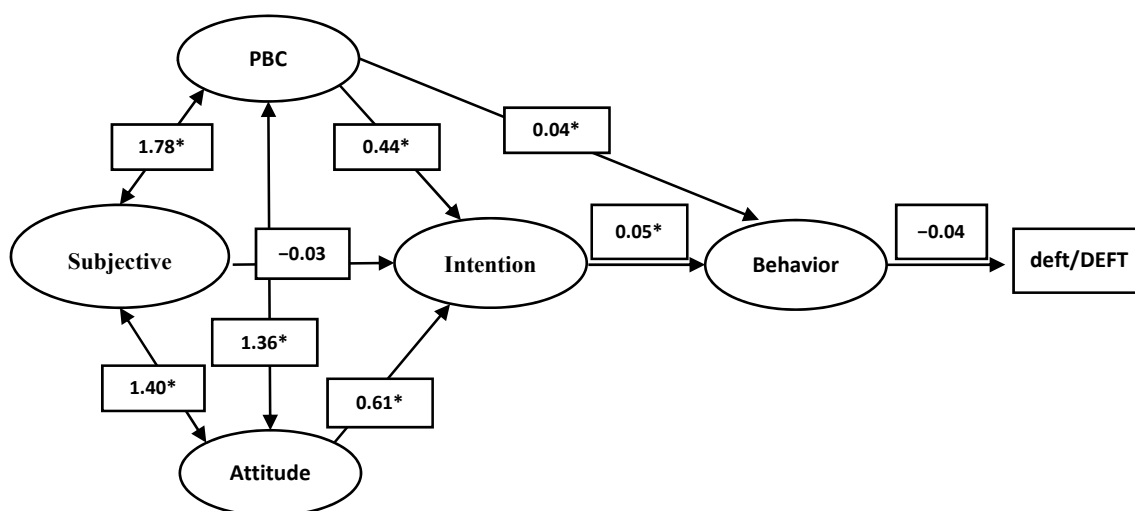 PBC
1.78*
0.44*
0.04*
Subjective
−0.03
Intention
0.05*
Behavior
−0.04
deft/DEFT
1.36*
1.40*
0.61*
Attitude